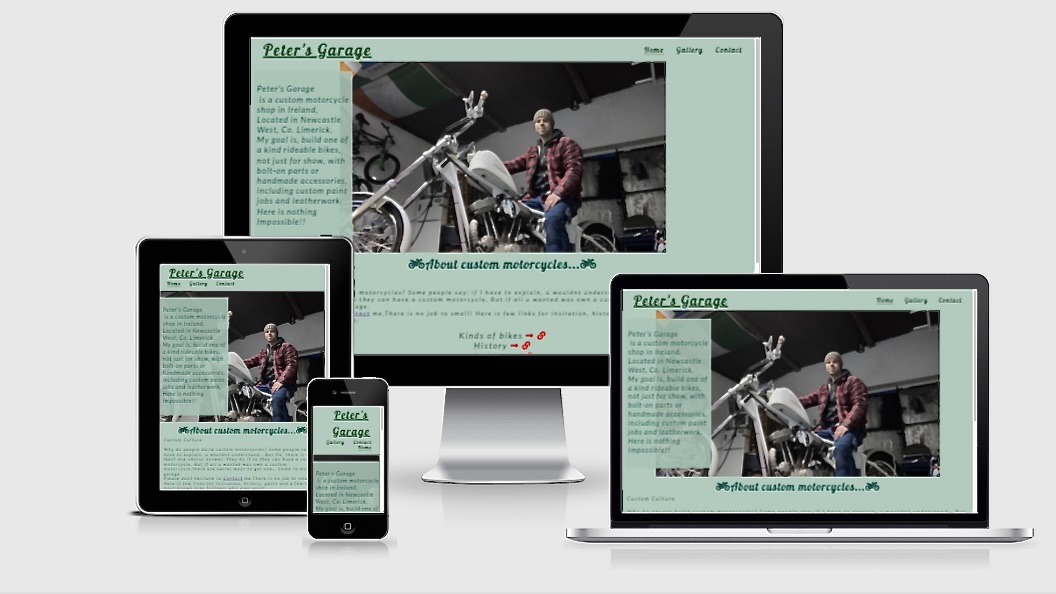 Peter's Garage
Home Gallery Contact
Peter's Garage
is a custom motorcycle
shop in Ireland,
Located in Newcastle
West, Co. Limerick.
My goal is, build one of
a kind rideable bikes,
not just for show, with
bolt-on parts or
handmade accessories,
including custom paint
jobs and leatherwork.
Here is nothing
Impossible!!
About custom motorcycles...
motorcycles? Some people say: if I have to explain, u wouldnt
they can have a custom motorcycle. But if all u wanted was own a
me. There is no job to small! Here are few links for
Kinds of bikes
History
Peter's Garage
Home Gallery Contact
Peter's Garage
is a custom motorcycle
shop in Ireland,
Located in Newcastle
West, Co. Limerick.
My goal is, build one of
a kind rideable bikes,
not just for show, with
bolt-on parts or
handmade accessories,
including custom paint
jobs and leatherwork.
Here is nothing
Impossible!!
About custom motorcycles...
Custom Culture
Peter's
Garage
Gallery Contact
Home
Peter's Garage
is a custom motorcycle
shop in Ireland,
Located in Newcastle
West, Co. Limerick.
My goal is, build one of
Peter's Garage
Home Gallery Contact
Peter's Garage
is a custom motorcycle
shop in Ireland,
Located in Newcastle
West, Co. Limerick.
My goal is, build one of
a kind rideable bikes,
not just for show, with
bolt-on parts or
handmade accessories,
including custom paint
jobs and leatherwork.
Here is nothing
Impossible!!
About custom motorcycles...
Custom Culture